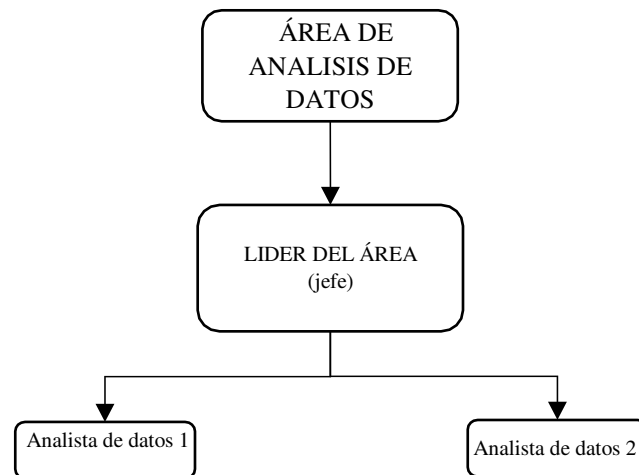 ÁREA DE
ANALISIS DE
DATOS
LIDER DEL ÁREA
(jefe)
Analista de datos 1
Analista de datos 2